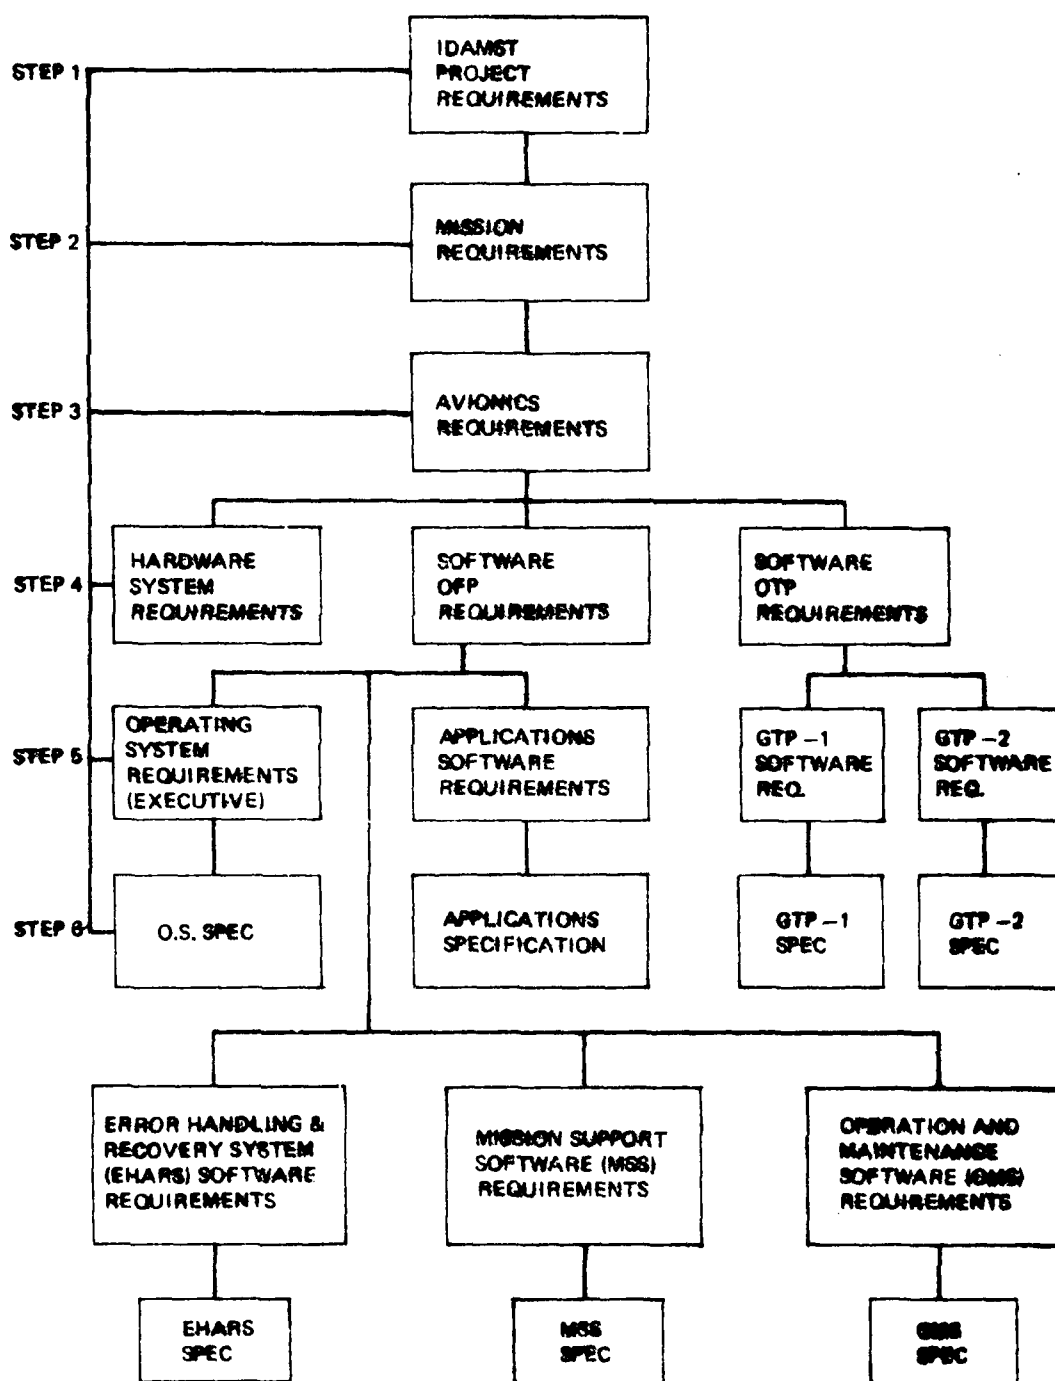 STEP 1
IDAMST
PROJECT
REQUIREMENTS
STEP 2
MISSION
REQUIREMENTS
STEP 3
AVIONICS
REQUIREMENTS
STEP 4
HARDWARE
SYSTEM
REQUIREMENTS
SOFTWARE
OFP
REQUIREMENTS
SOFTWARE
OTP
REQUIREMENTS
STEP 5
OPERATING
SYSTEM
REQUIREMENTS
(EXECUTIVE)
APPLICATIONS
SOFTWARE
REQUIREMENTS
GTP-1
SOFTWARE
REQ.
GTP-2
SOFTWARE
REQ.
STEP 6
O.S. SPEC
APPLICATIONS
SPECIFICATION
GTP-1
SPEC
GTP-2
SPEC
ERROR HANDLING &
RECOVERY SYSTEM
(EHARS) SOFTWARE
REQUIREMENTS
MISSION SUPPORT
SOFTWARE (MSS)
REQUIREMENTS
OPERATION AND
MAINTENANCE
SOFTWARE (OMS)
REQUIREMENTS
EHARS
SPEC
MSS
SPEC
OMS
SPEC